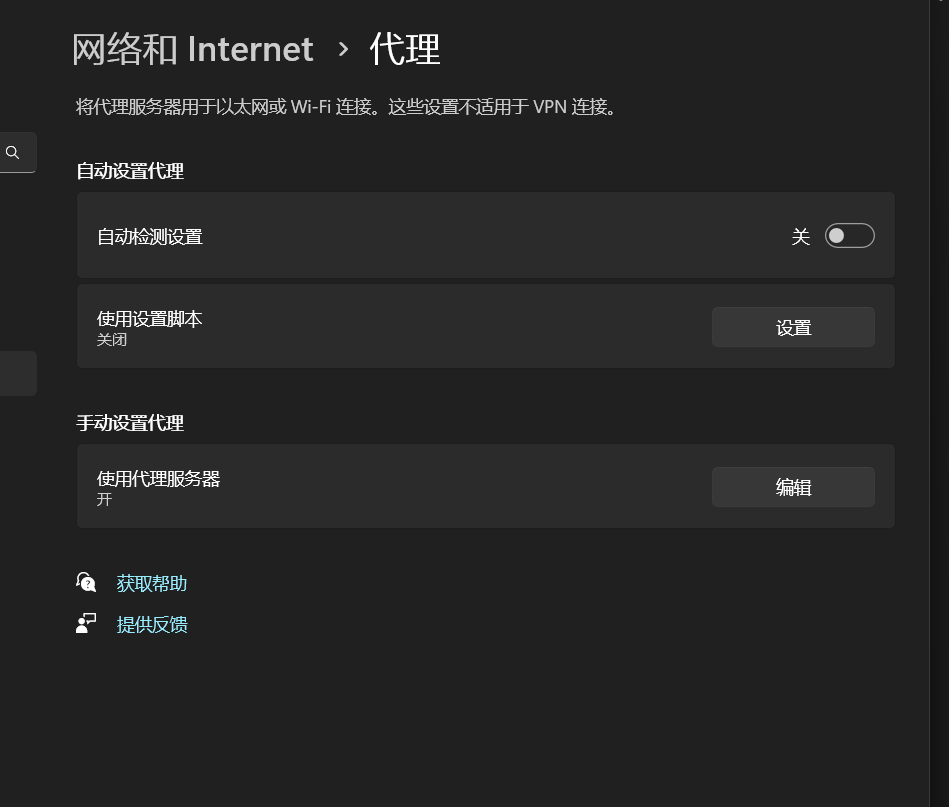 网络和 Internet › 代理
将代理服务器用于以太网或 Wi-Fi 连接。这些设置不适用于 VPN 连接。
自动设置代理
自动检测设置
关
使用设置脚本
关闭
设置
手动设置代理
使用代理服务器
开
编辑
获取帮助
提供反馈